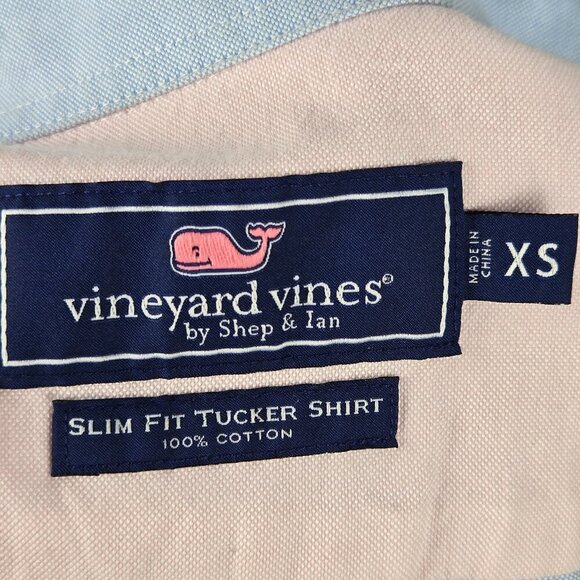 vineyard vines®
by Shep & Ian
MADE IN
CHINA
XS
SLIM FIT TUCKER SHIRT
100% COTTON